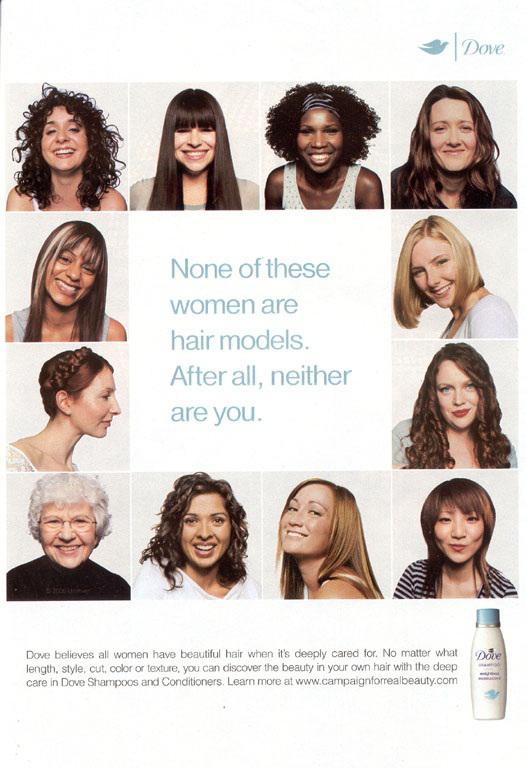 Dove
None of these
women are
hair models.
After all, neither
are you.
Dove believes all women have beautiful hair when it's deeply cared for. No matter what
length, style, cut, color or texture, you can discover the beauty in your own hair with the deep
care in Dove Shampoos and Conditioners. Learn more at www.campaignforrealbeauty.com
Dove
SHAMPOO